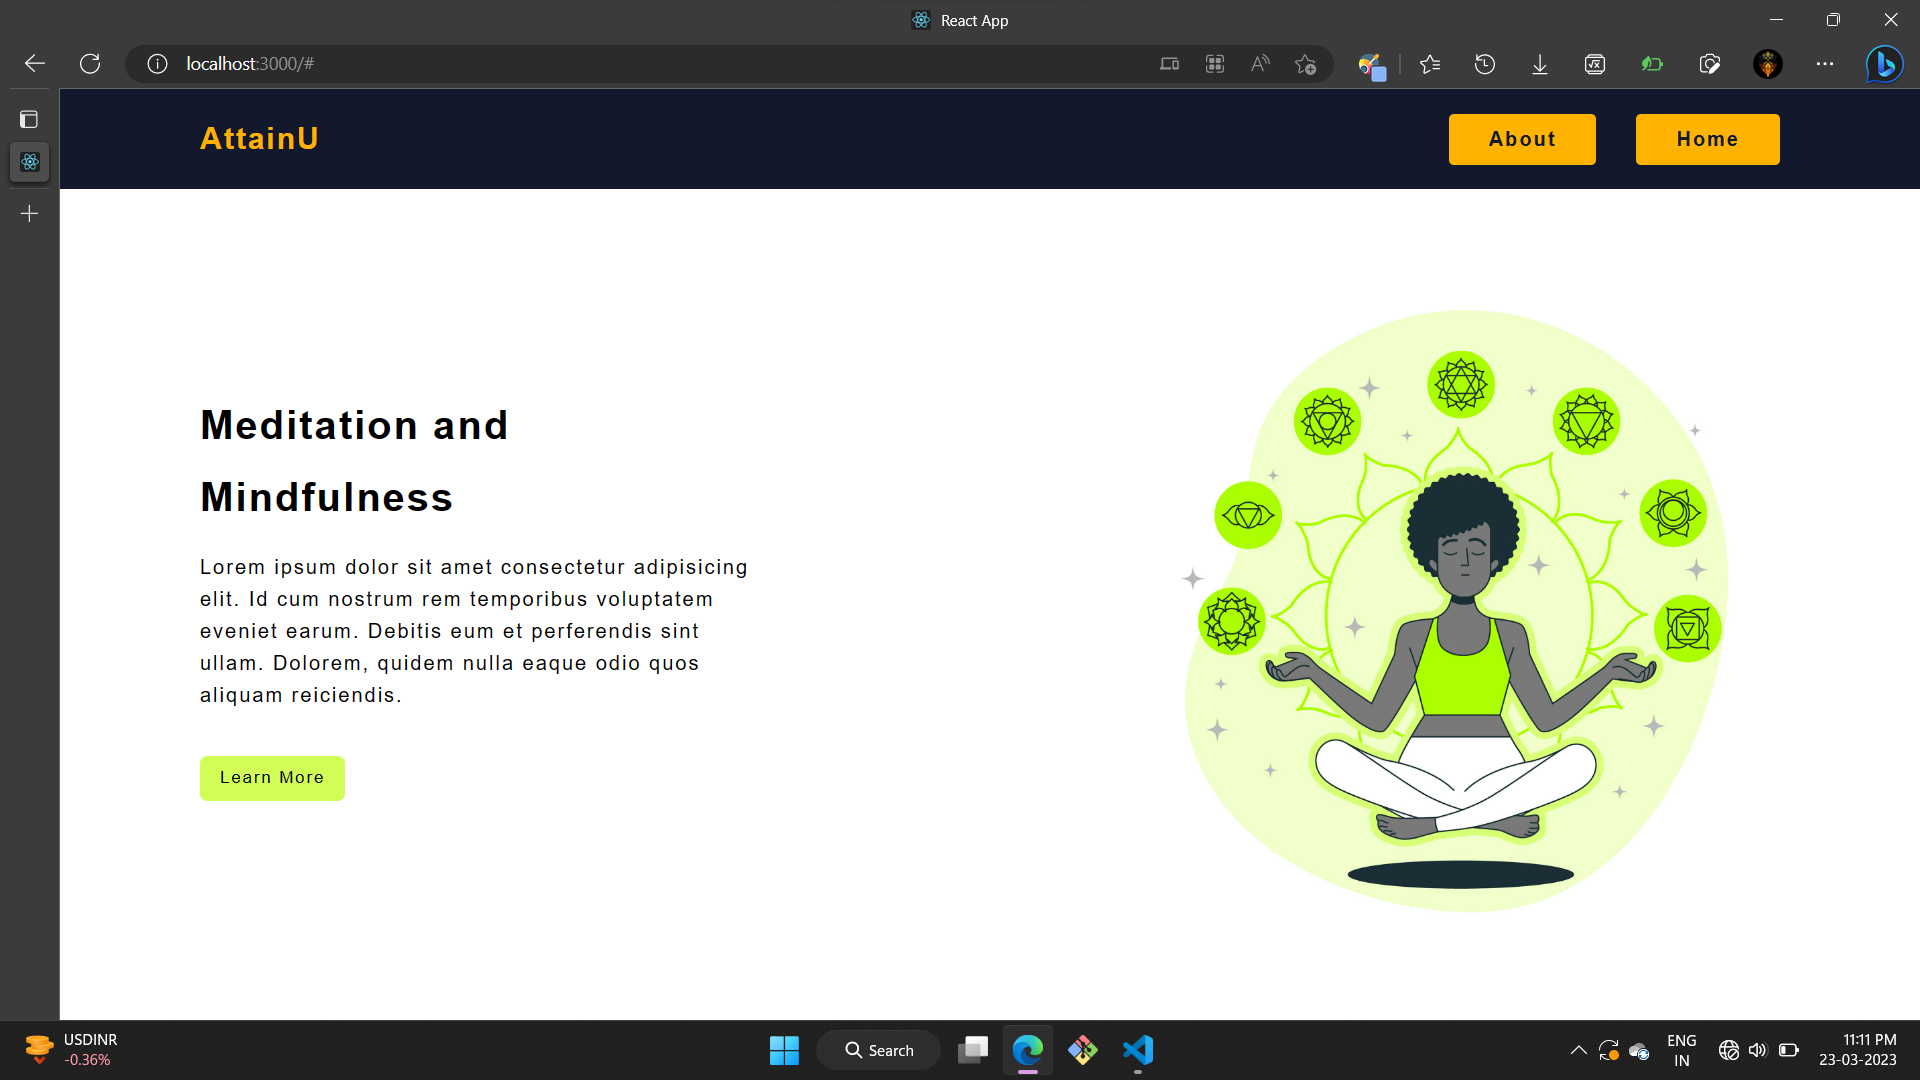 React App
localhost:3000/#
AttainU
About
Home
Meditation and
Mindfulness
Lorem ipsum dolor sit amet consectetur adipisicing
elit. Id cum nostrum rem temporibus voluptatem
eveniet earum. Debitis eum et perferendis sint
ullam. Dolorem, quidem nulla eaque odio quos
aliquam reiciendis.
Learn More
USDINR
-0.36%
Search
ENG
IN
11:11 PM
23-03-2023